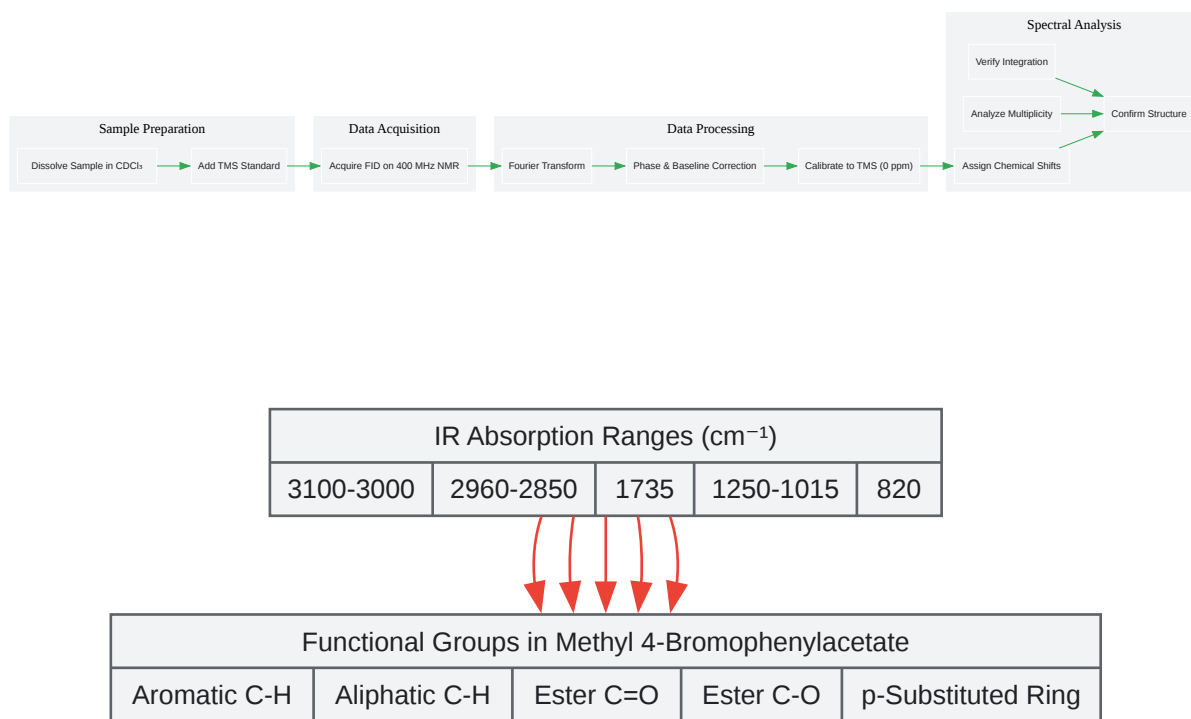 Spectral Analysis
Verify Integration
Sample Preparation
Data Acquisition
Data Processing
Analyze Multiplicity
Confirm Structure
Dissolve Sample in CDCl₃
Add TMS Standard
Acquire FID on 400 MHz NMR
Fourier Transform
Phase & Baseline Correction
Calibrate to TMS (0 ppm)
Assign Chemical Shifts
IR Absorption Ranges (cm⁻¹)
3100-3000 2960-2850 1735 1250-1015 820
Functional Groups in Methyl 4-Bromophenylacetate
Aromatic C-H Aliphatic C-H Ester C=O Ester C-O p-Substituted Ring